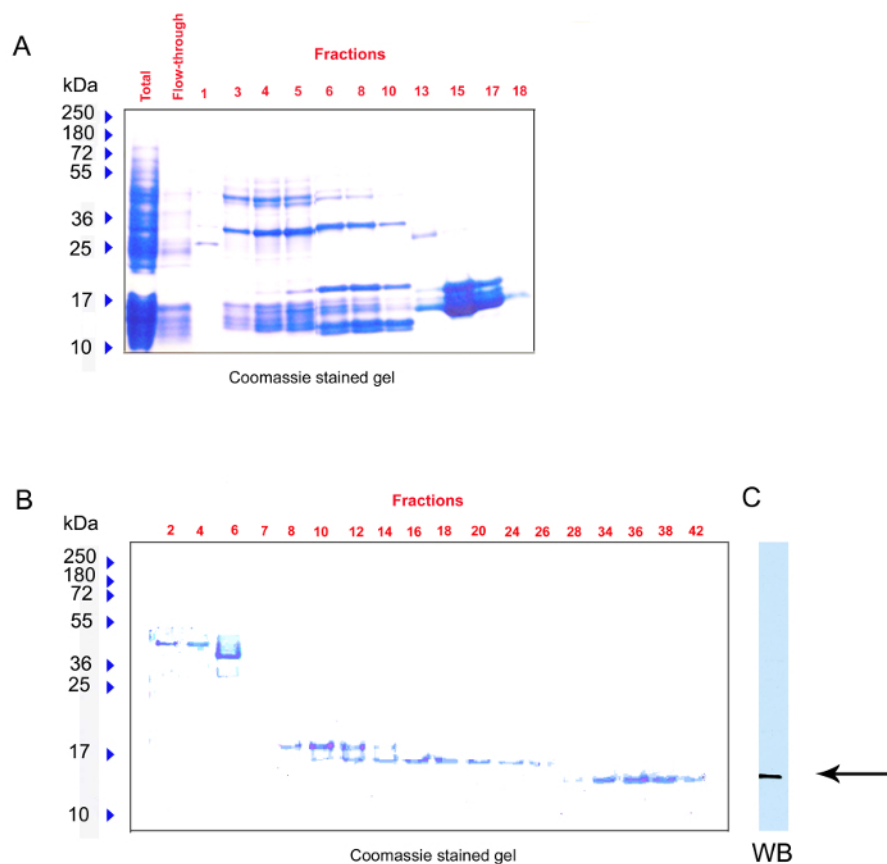 A
Fractions
kDa
Total
Flow-through
1 3 4 5 6 8 10 13 15 17 18
250
180
72
55
36
25
17
10
Coomassie stained gel
B
Fractions
C
kDa
2 4 6 7 8 10 12 14 16 18 20 24 26 28 34 36 38 42
250
180
72
55
36
25
17
10
Coomassie stained gel
WB